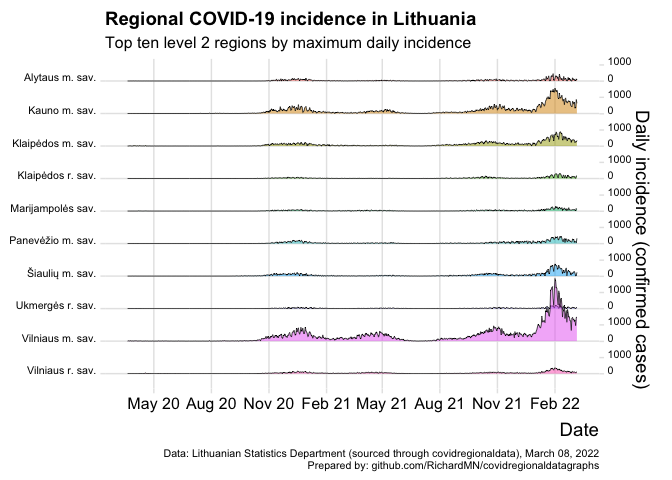 Regional COVID-19 incidence in Lithuania
Top ten level 2 regions by maximum daily incidence
Alytaus m. sav.
1000
0
Kauno m. sav.
1000
0
Klaipėdos m. sav.
1000
0
Klaipėdos r. sav.
1000
0
Marijampolės sav.
1000
0
Panevėžio m. sav.
1000
0
Šiaulių m. sav.
1000
0
Ukmergės r. sav.
1000
0
Vilniaus m. sav.
1000
0
Vilniaus r. sav.
1000
0
Daily incidence (confirmed cases)
May 20 Aug 20 Nov 20 Feb 21 May 21 Aug 21 Nov 21 Feb 22
Date
Data: Lithuanian Statistics Department (sourced through covidregionaldata), March 08, 2022
Prepared by: github.com/RichardMN/covidregionaldatagraphs